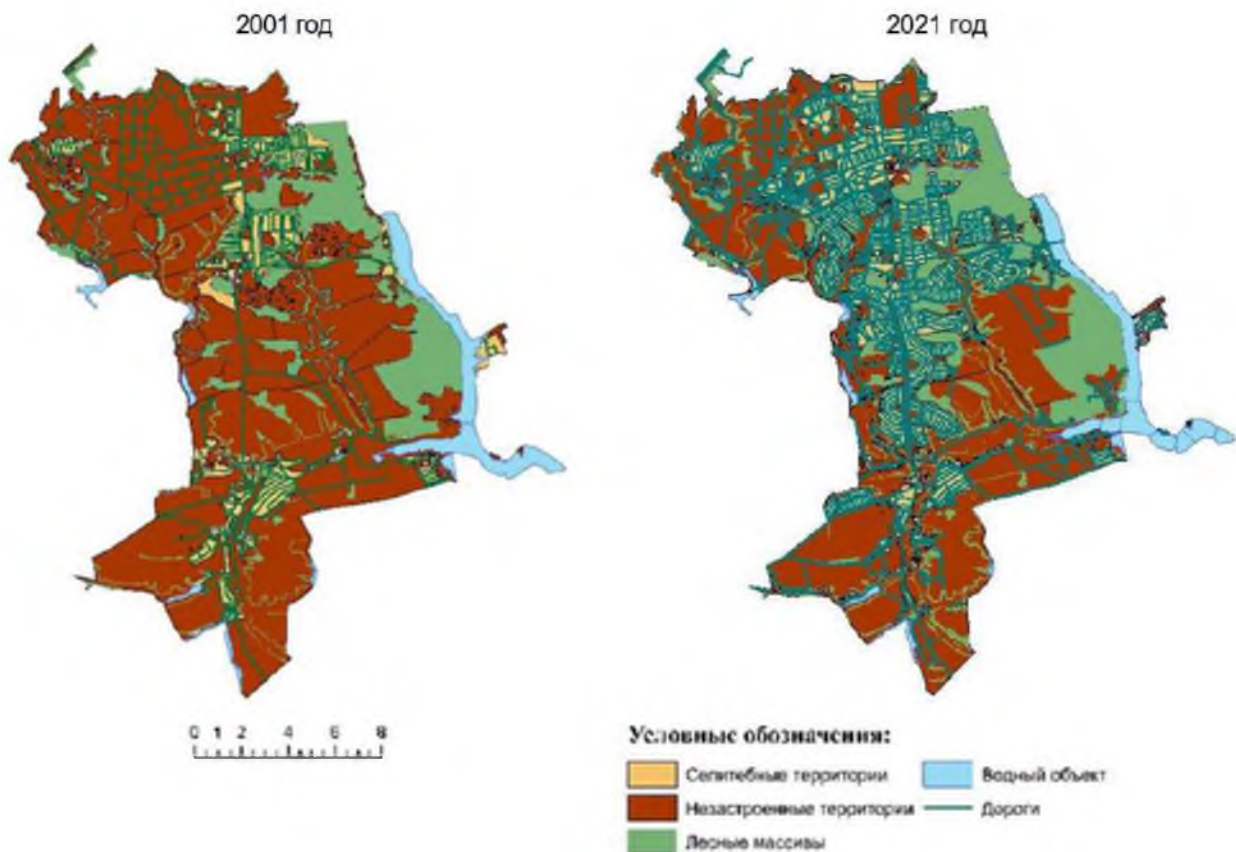 2001 год
2021 год
0 1 2 4 6 8
Условные обозначения:
Селитебные территории
Водный объект
Незастроенные территории
Дороги
Лесные массивы